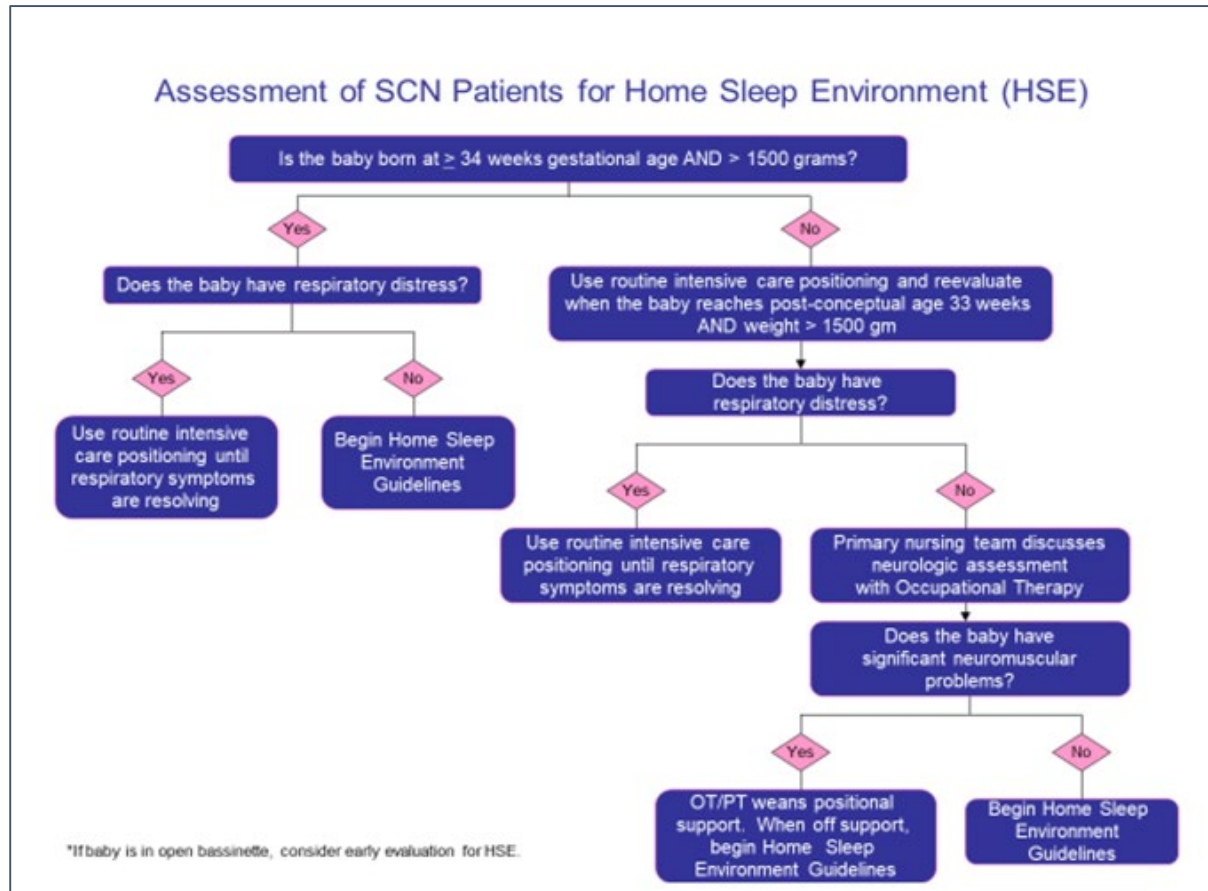 Assessment of SCN Patients for Home Sleep Environment (HSE)
Is the baby born at ≥ 34 weeks gestational age AND > 1500 grams?
Yes
No
Does the baby have respiratory distress?
Use routine intensive care positioning and reevaluate
when the baby reaches post-conceptual age 33 weeks
AND weight > 1500 gm
Yes
No
Does the baby have
respiratory distress?
Use routine intensive
care positioning until
respiratory symptoms
are resolving
Begin Home Sleep
Environment
Guidelines
Yes
No
Use routine intensive care
positioning until respiratory
symptoms are resolving
Primary nursing team discusses
neurologic assessment
with Occupational Therapy
Does the baby have
significant neuromuscular
problems?
Yes
No
OT/PT weans positional
support. When off support,
begin Home Sleep
Environment Guidelines
Begin Home Sleep
Environment
Guidelines
*If baby is in open bassinette, consider early evaluation for HSE.